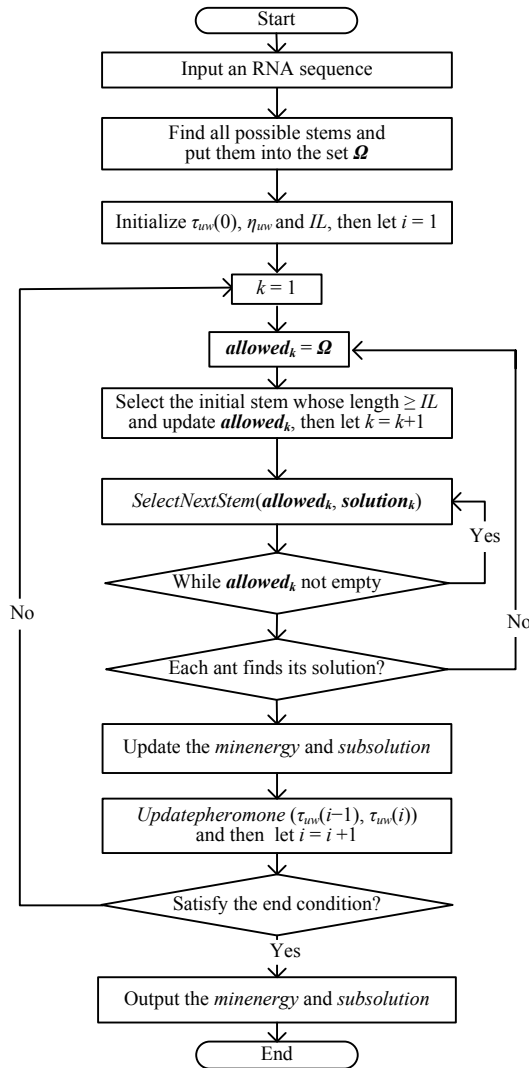 Start
Input an RNA sequence
Find all possible stems and
put them into the set Ω
Initialize τuw(0), ηuw and IL, then let i = 1
k = 1
allowedk = Ω
Select the initial stem whose length ≥ IL
and update allowedk, then let k = k+1
SelectNextStem(allowedk, solutionk)
Yes
While allowedk not empty
No
No
Each ant finds its solution?
Update the minenergy and subsolution
Updatepheromone (τuw(i−1), τuw(i))
and then let i = i +1
Satisfy the end condition?
Yes
Output the minenergy and subsolution
End